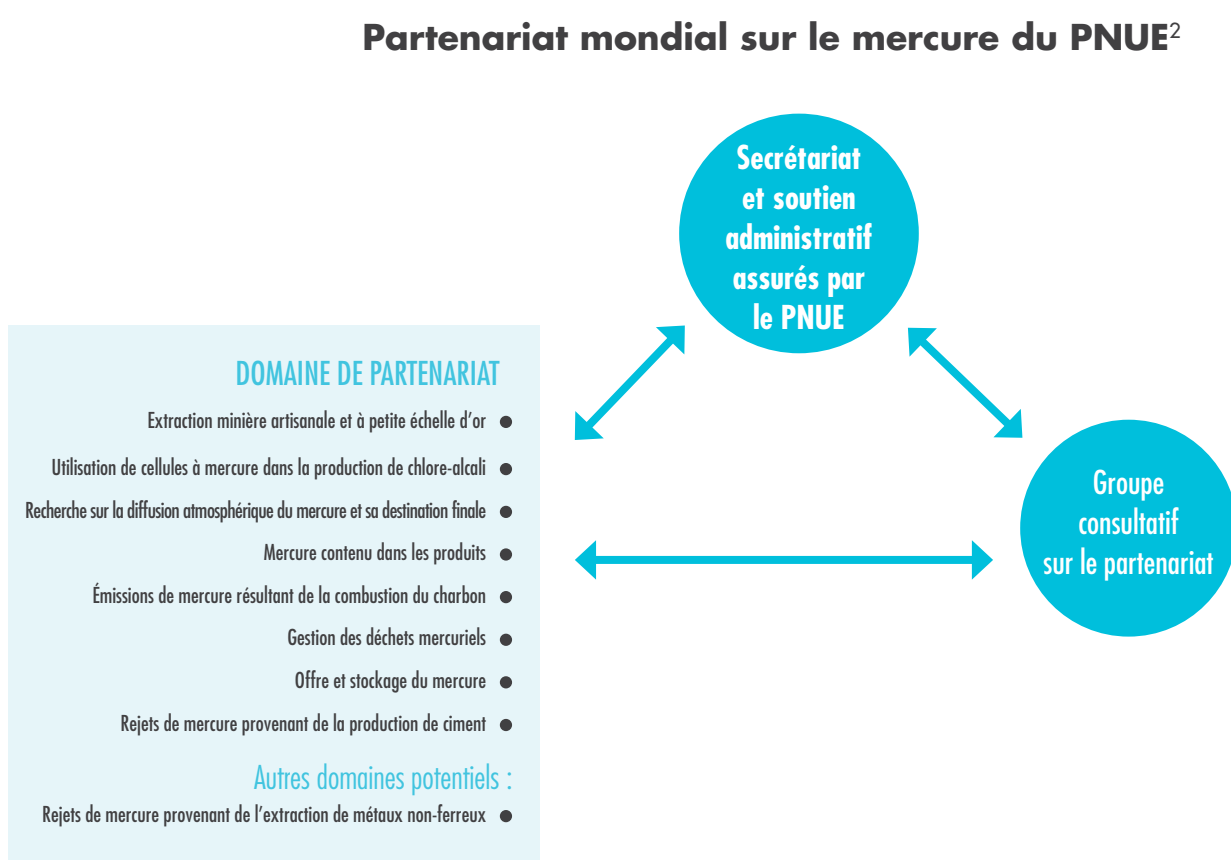 Partenariat mondial sur le mercure du PNUE²
Secrétariat
et soutien
administratif
assurés par
le PNUE
DOMAINE DE PARTENARIAT
Extraction minière artisanale et à petite échelle d'or ●
Utilisation de cellules à mercure dans la production de chlore-alcali ●
Recherche sur la diffusion atmosphérique du mercure et sa destination finale ●
Mercure contenu dans les produits ●
Émissions de mercure résultant de la combustion du charbon ●
Gestion des déchets mercuriels ●
Offre et stockage du mercure ●
Rejets de mercure provenant de la production de ciment ●
Autres domaines potentiels :
Rejets de mercure provenant de l'extraction de métaux non-ferreux ●
Groupe
consultatif
sur le partenariat